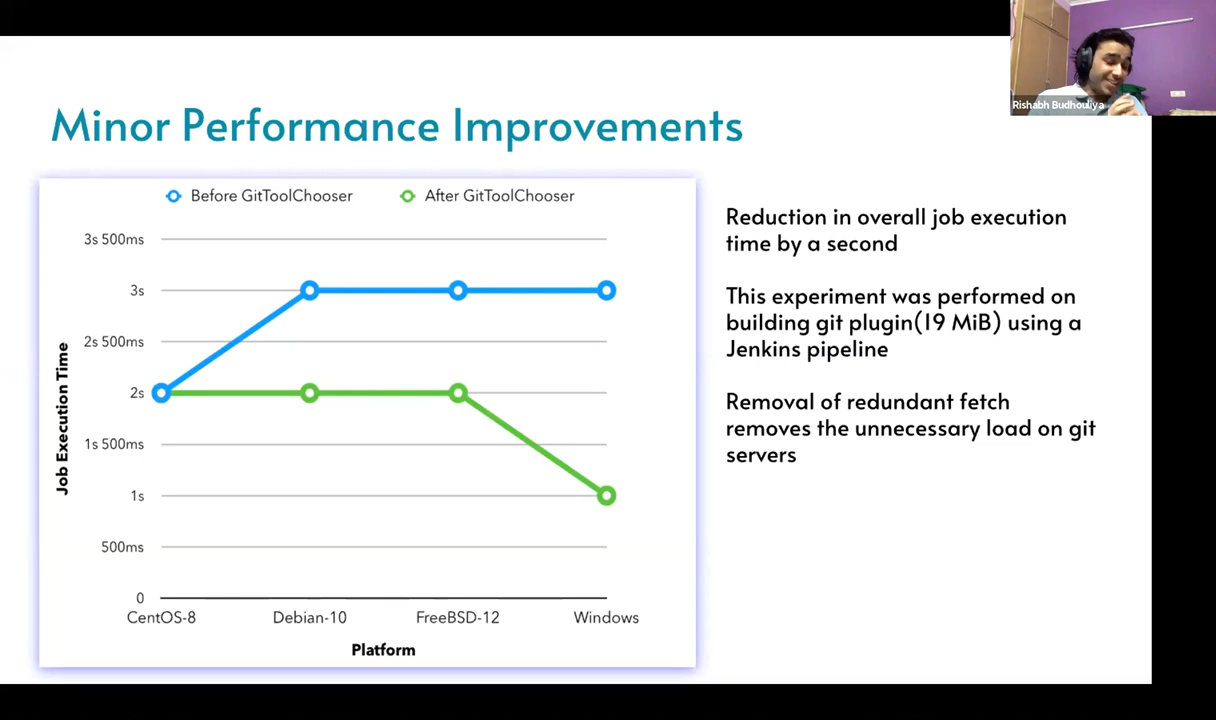 Rishabh Budhouliya
Minor Performance Improvements
Before GitToolChooser
After GitToolChooser
3s 500ms
3s
2s 500ms
2s
1s 500ms
1s
500ms
0
Job Execution Time
CentOS-8
Debian-10
FreeBSD-12
Windows
Platform
Reduction in overall job execution
time by a second
This experiment was performed on
building git plugin(19 MiB) using a
Jenkins pipeline
Removal of redundant fetch
removes the unnecessary load on git
servers